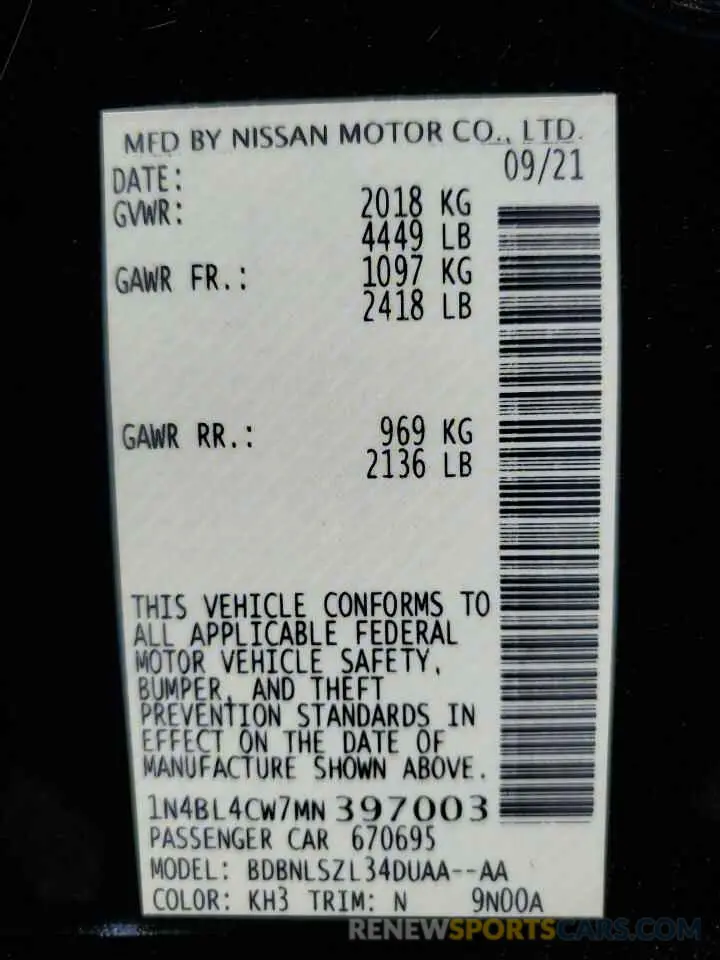 MFD BY NISSAN MOTOR CO., LTD.
DATE: 09/21
GVWR: 2018 KG
4449 LB
GAWR FR.: 1097 KG
2418 LB
GAWR RR.: 969 KG
2136 LB
THIS VEHICLE CONFORMS TO
ALL APPLICABLE FEDERAL
MOTOR VEHICLE SAFETY,
BUMPER, AND THEFT
PREVENTION STANDARDS IN
EFFECT ON THE DATE OF
MANUFACTURE SHOWN ABOVE.
1N4BL4CW7MN397003
PASSENGER CAR 670695
MODEL: BDBNLSZL34DUAA--AA
COLOR: KH3 TRIM: N 9N00A
RENEWSPORTSCARS.COM